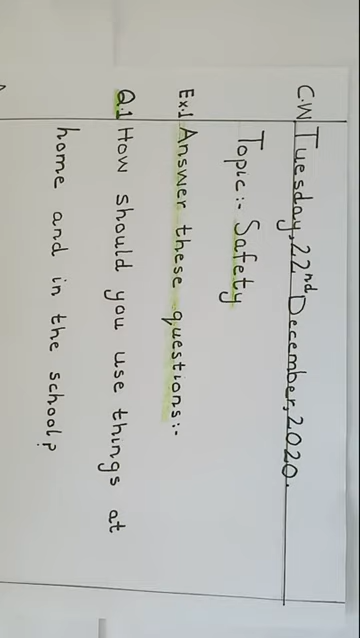 C.W Tuesday, 22nd December, 2020.
Topic:- Safety
Ex.1 Answer these questions:-
Q.1 How should you use things at
home and in the school?